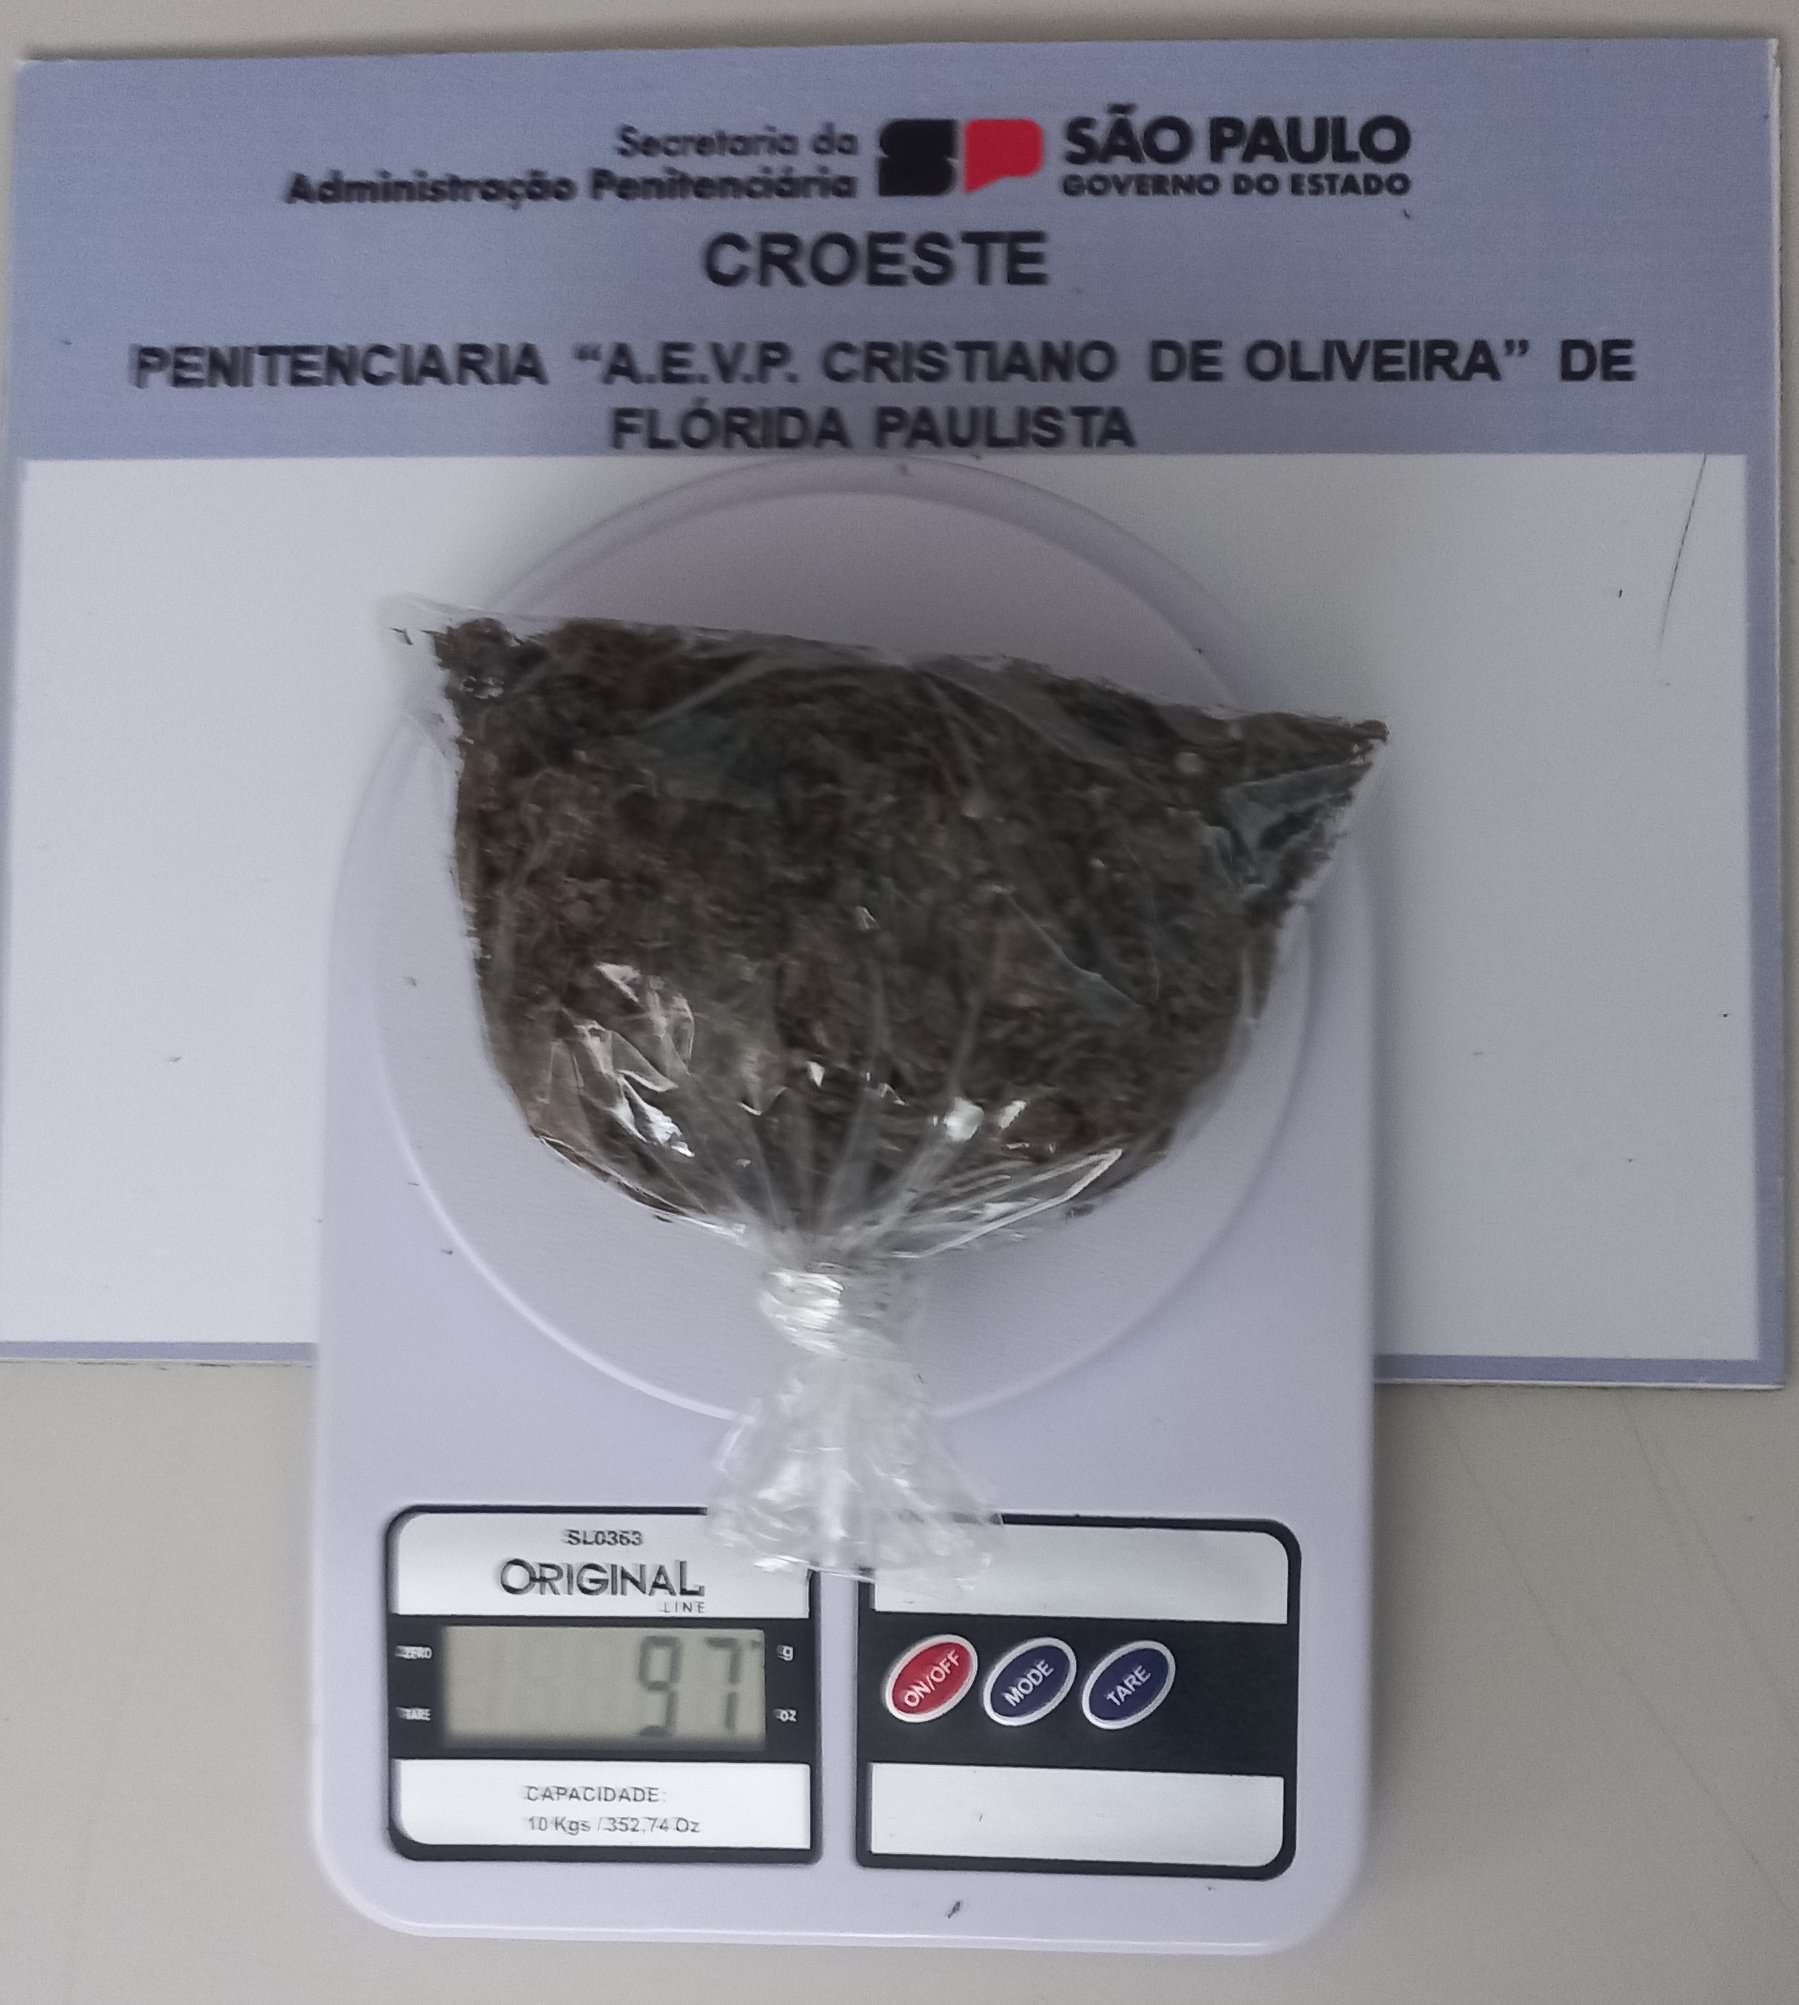 Secretaria da
Administração Penitenciária
SP
SÃO PAULO
GOVERNO DO ESTADO
CROESTE
PENITENCIARIA “A.E.V.P. CRISTIANO DE OLIVEIRA” DE
FLÓRIDA PAULISTA
SL0363
ORIGINAL
LINE
ZERO
g
97
TARE
oz
ON/OFF
MODE
TARE
CAPACIDADE:
10 Kgs / 352,74 Oz